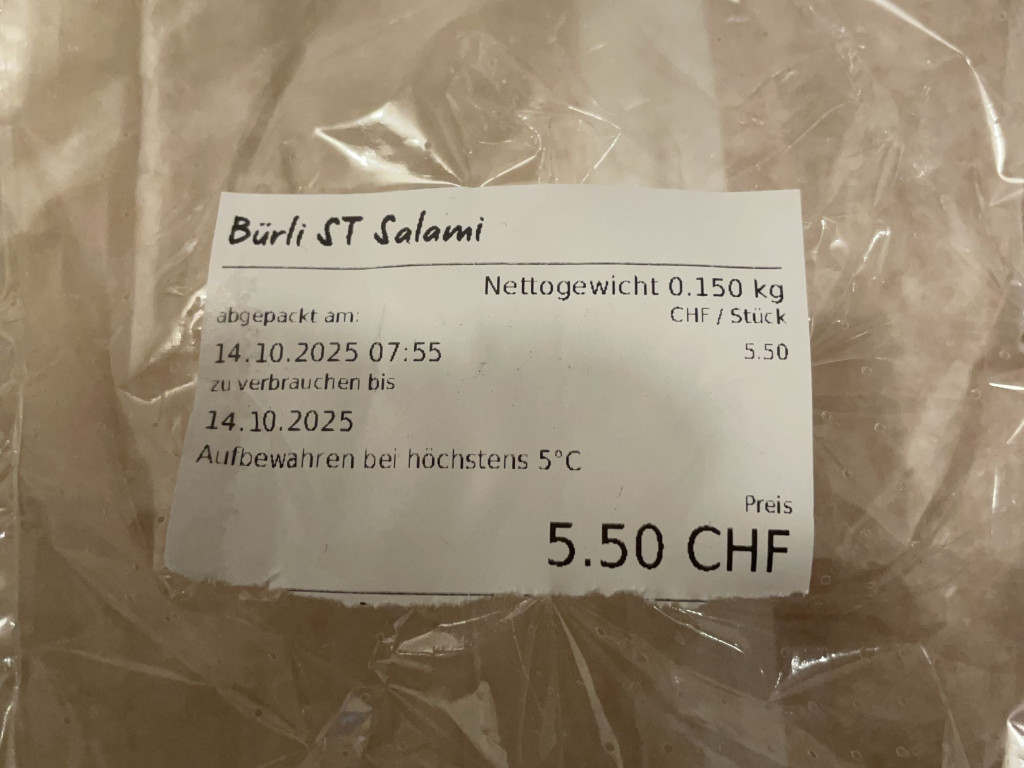 Bürli ST Salami
Nettogewicht 0.150 kg
abgepackt am:
CHF / Stück
14.10.2025 07:55
5.50
zu verbrauchen bis
14.10.2025
Aufbewahren bei höchstens 5°C
Preis
5.50 CHF